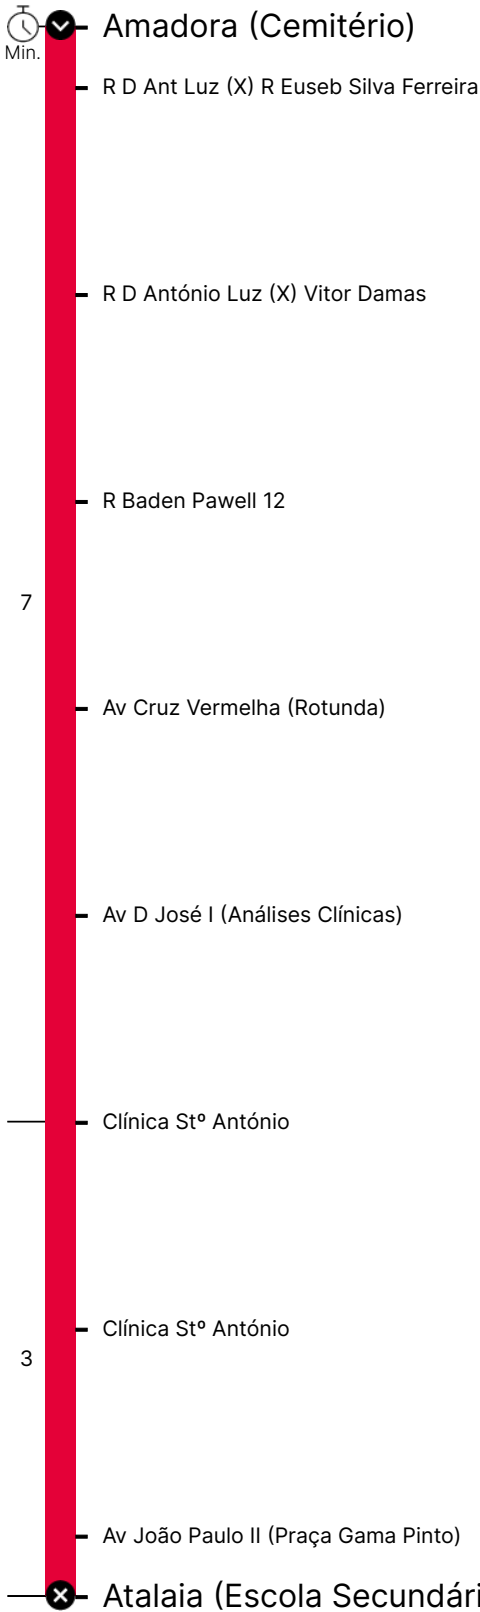 Amadora (Cemitério)
Min.
R D Ant Luz (X) R Euseb Silva Ferreira
R D António Luz (X) Vitor Damas
R Baden Pawell 12
7
Av Cruz Vermelha (Rotunda)
Av D José I (Análises Clínicas)
Clínica Stº António
Clínica Stº António
3
Av João Paulo II (Praça Gama Pinto)
Atalaia (Escola Secundári